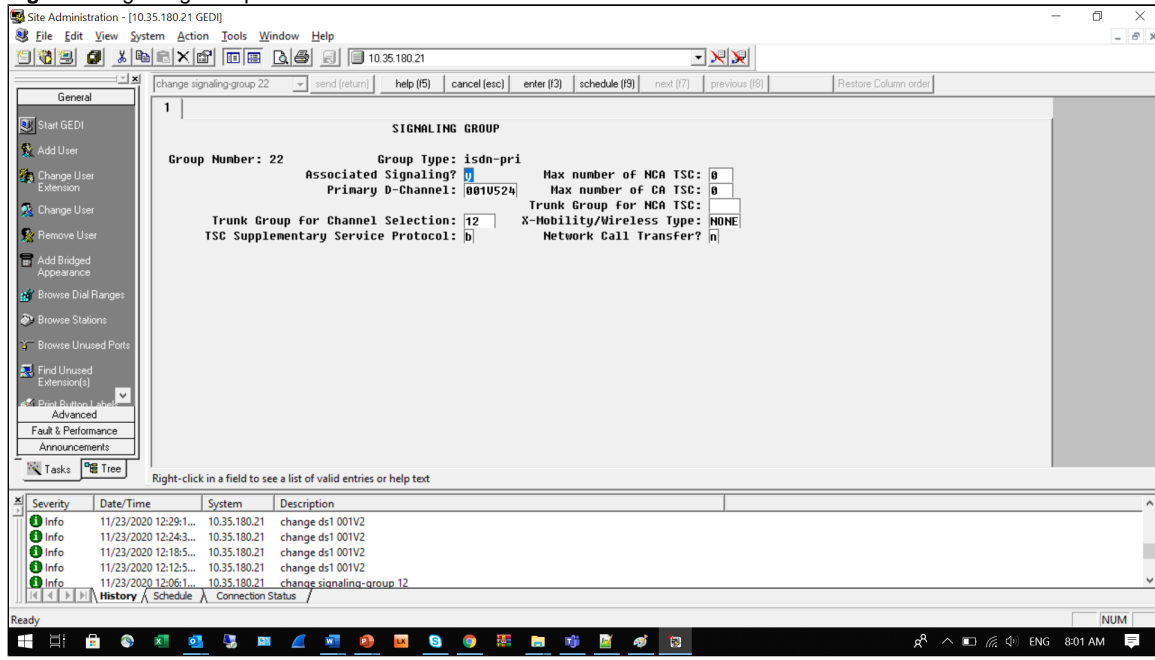 Site Administration - [10.35.180.21 GEDI]
File Edit View System Action Tools Window Help
10.35.180.21
change signaling-group 22 send (return) help (f5) cancel (esc) enter (f3) schedule (f9) next (f7) previous (f8) Restore Column order
General
Start GEDI
Add User
Change User
Extension
Change User
Remove User
Add Bridged
Appearance
Browse Dial Ranges
Browse Stations
Browse Unused Ports
Find Unused
Extension(s)
Print Button Labels
Advanced
Fault & Performance
Announcements
Tasks Tree
1
SIGNALING GROUP
Group Number: 22 Group Type: isdn-pri
Associated Signaling? y Max number of NCA TSC: 0
Primary D-Channel: 001V524 Max number of CA TSC: 0
Trunk Group for NCA TSC:
Trunk Group for Channel Selection: 12 X-Mobility/Wireless Type: NONE
TSC Supplementary Service Protocol: b Network Call Transfer? n
Right-click in a field to see a list of valid entries or help text
Severity Date/Time System Description
Info 11/23/2020 12:29:1... 10.35.180.21 change ds1 001V2
Info 11/23/2020 12:24:3... 10.35.180.21 change ds1 001V2
Info 11/23/2020 12:18:5... 10.35.180.21 change ds1 001V2
Info 11/23/2020 12:12:5... 10.35.180.21 change ds1 001V2
Info 11/23/2020 12:06:1... 10.35.180.21 change signaling-group 12
History Schedule Connection Status
Ready NUM
ENG 8:01 AM